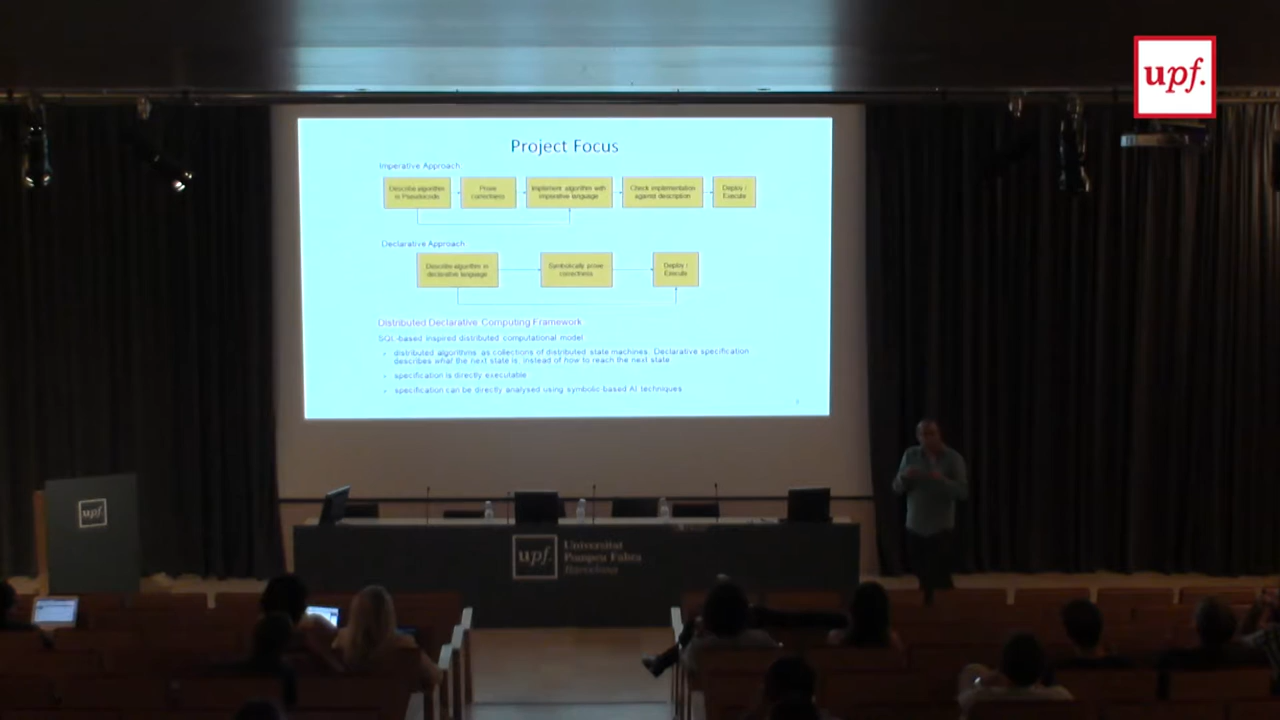 upf.
Project Focus
Imperative Approach
Describe algorithm
in Pseudocode
Prove
correctness
Implement algorithm with
imperative language
Check implementation
against description
Deploy /
Execute
Declarative Approach
Describe algorithm in
declarative language
Symbolically prove
correctness
Deploy /
Execute
Distributed Declarative Computing Framework
SQL-based inspired distributed computational model
- distributed algorithms as collections of distributed state machines. Declarative specification
describes what the next state is, instead of how to reach the next state
- specification is directly executable
- specification can be directly analysed using symbolic based AI techniques
upf.
upf.
Universitat
Pompeu Fabra
Barcelona